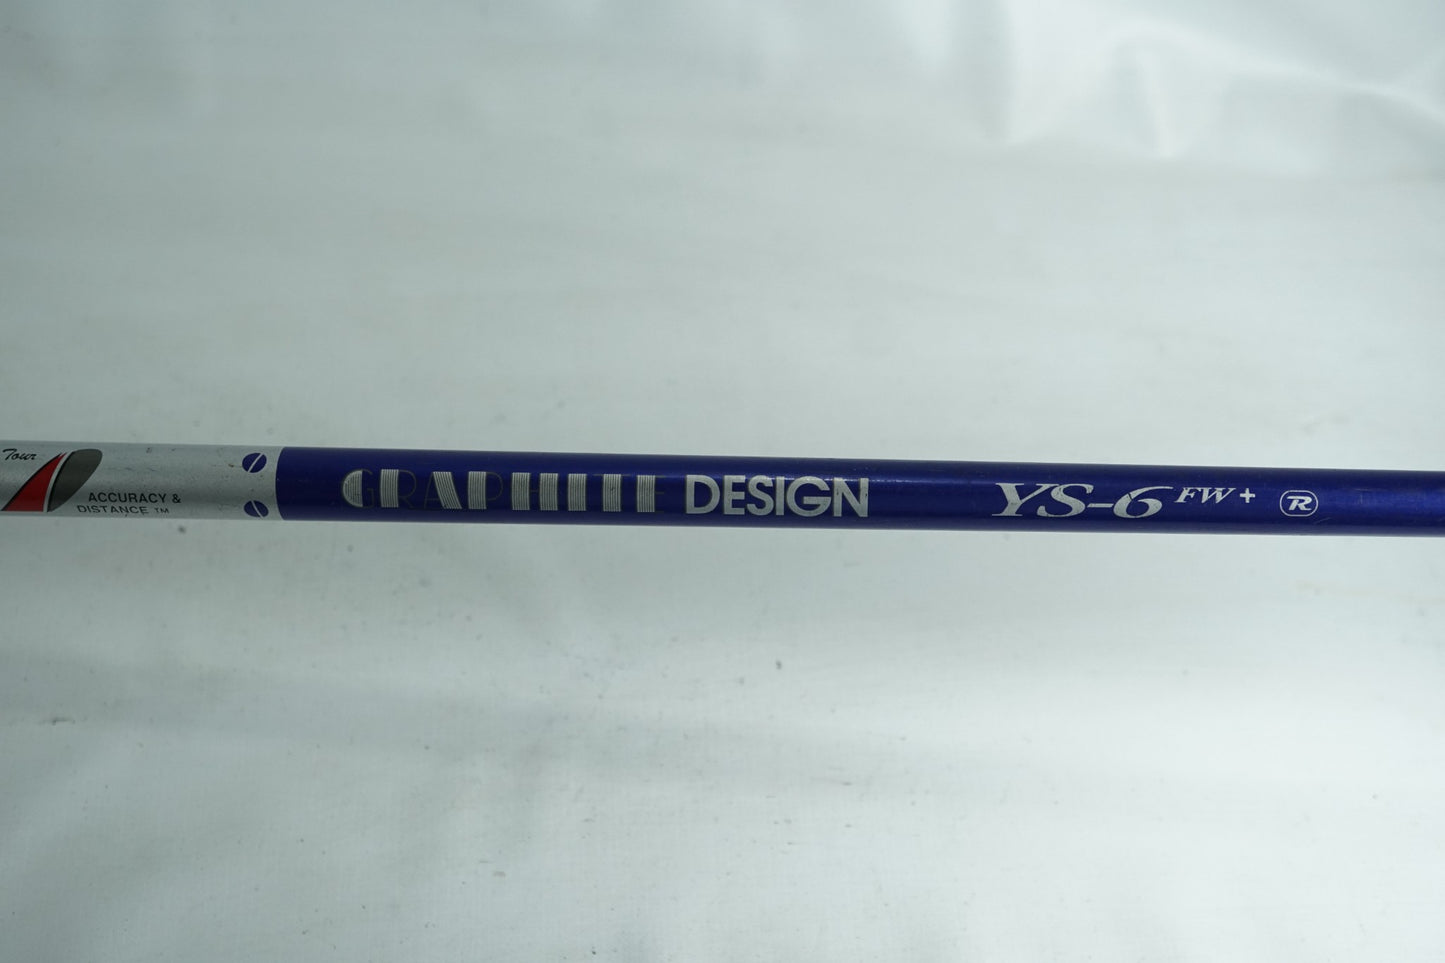 Tour
ACCURACY &
DISTANCE TM
GRAPHITE DESIGN YS-6 FW+ R